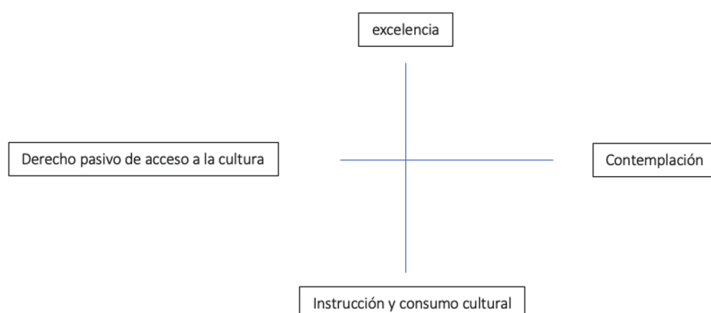 excelencia
Derecho pasivo de acceso a la cultura
Contemplación
Instrucción y consumo cultural